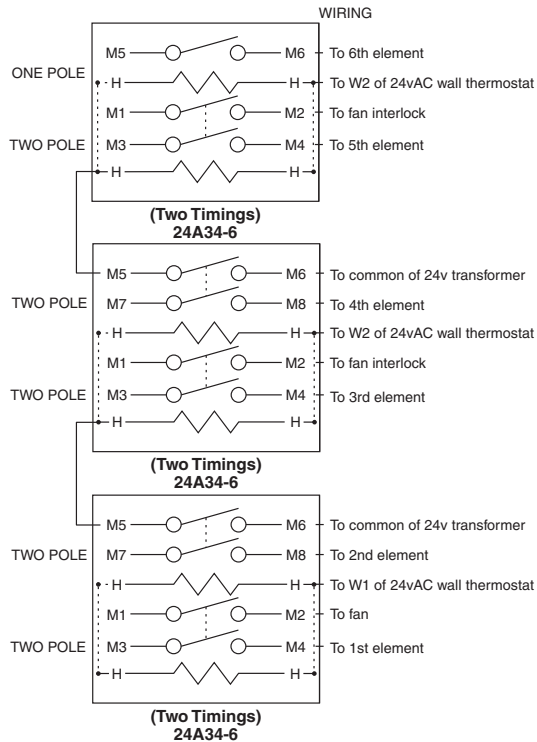 WIRING
M5 M6 To 6th element
ONE POLE
H H To W2 of 24vAC wall thermostat
M1 M2 To fan interlock
TWO POLE M3 M4 To 5th element
H H
(Two Timings)
24A34-6
M5 M6 To common of 24v transformer
TWO POLE M7 M8 To 4th element
H H To W2 of 24vAC wall thermostat
M1 M2 To fan interlock
TWO POLE M3 M4 To 3rd element
H H
(Two Timings)
24A34-6
M5 M6 To common of 24v transformer
TWO POLE M7 M8 To 2nd element
H H To W1 of 24vAC wall thermostat
M1 M2 To fan
TWO POLE M3 M4 To 1st element
H H
(Two Timings)
24A34-6